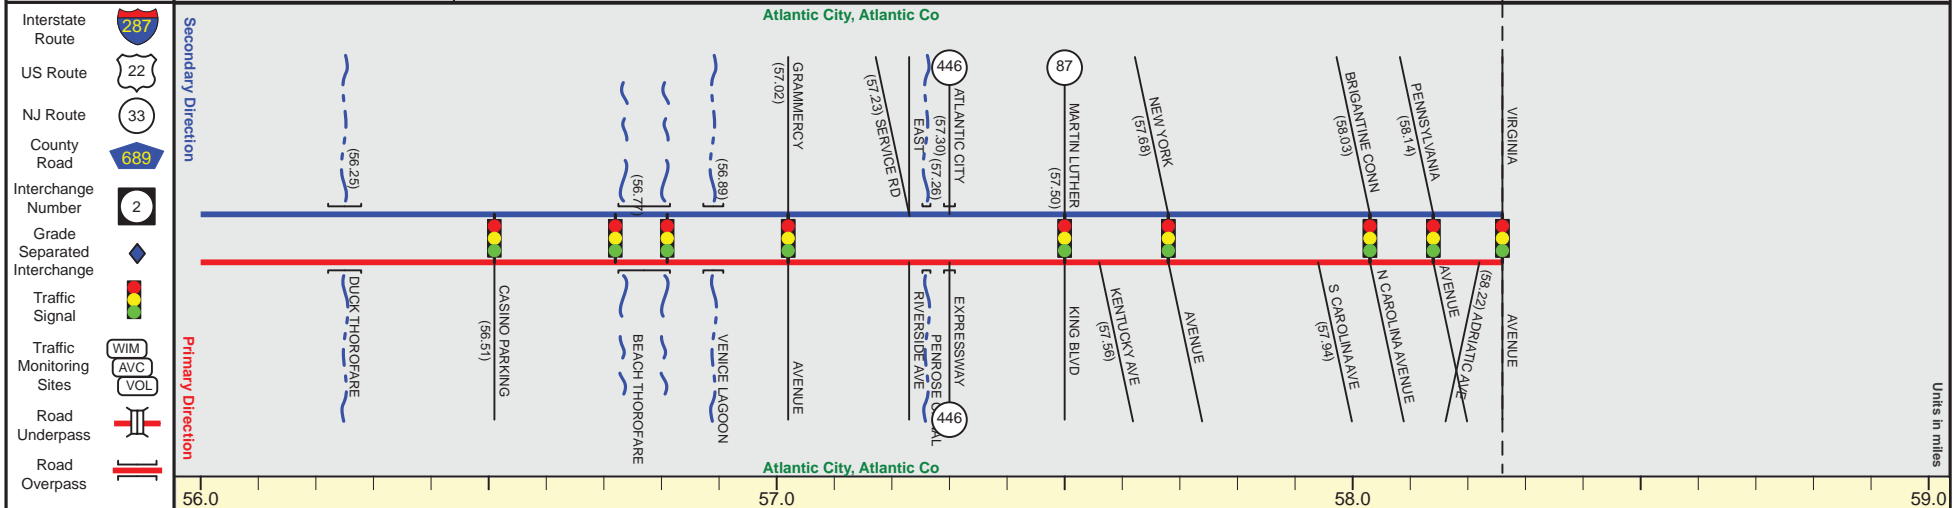 Interstate
Route
287
US Route
22
NJ Route
33
County
Road
689
Interchange
Number
2
Grade
Separated
Interchange
Traffic
Signal
Traffic
Monitoring
Sites
WIM
AVC
VOL
Road
Underpass
Road
Overpass
Secondary Direction
Primary Direction
Atlantic City, Atlantic Co
(56.25)
DUCK THOROFARE
CASINO PARKING
(56.51)
(56.77)
BEACH THOROFARE
(56.89)
VENICE LAGOON
GRAMMERCY
(57.02)
AVENUE
(57.23) SERVICE RD
EAST
RIVERSIDE AVE
(57.26)
PENROSE
446
ATLANTIC CITY
(57.30)
EXPRESSWAY
446
87
MARTIN LUTHER
(57.50)
KING BLVD
KENTUCKY AVE
(57.56)
NEW YORK
(57.68)
AVENUE
S CAROLINA AVE
(57.94)
BRIGANTINE CONN
(58.03)
N CAROLINA AVENUE
PENNSYLVANIA
(58.14)
AVENUE
(58.22) ADRIATIC AVE
VIRGINIA
AVENUE
Atlantic City, Atlantic Co
Units in miles
56.0
57.0
58.0
59.0